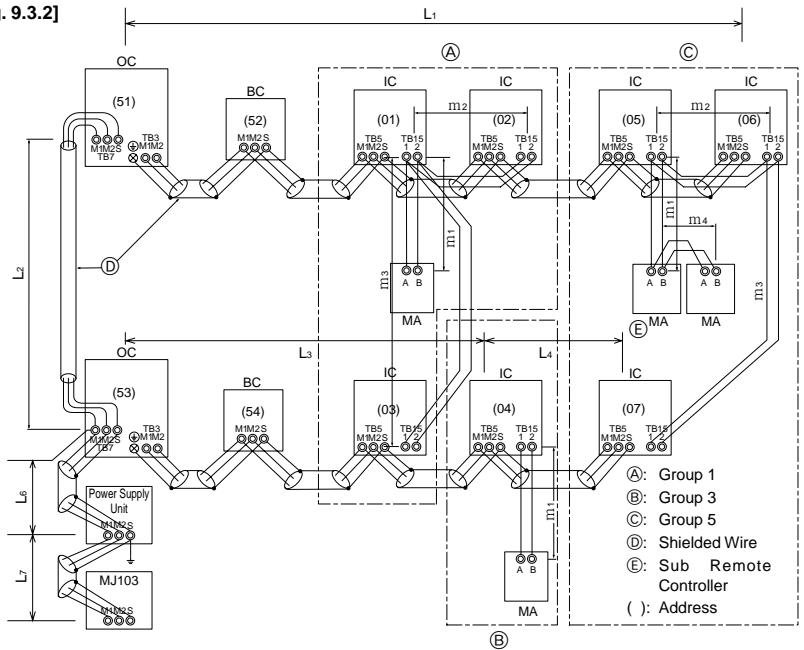 g. 9.3.2]
L1
A
C
OC
(51)
TB3
M1M2S
M1M2
TB7
BC
(52)
M1M2S
IC
(01)
TB5
M1M2S
TB15
1 2
m2
IC
(02)
TB5
M1M2S
TB15
1 2
IC
(05)
TB5
M1M2S
TB15
1 2
m2
IC
(06)
TB5
M1M2S
TB15
1 2
L2
D
m3
m1
A B
MA
m1
m4
A B
A B
E
MA
MA
m3
L3
L4
OC
(53)
TB3
M1M2S
M1M2
TB7
BC
(54)
M1M2S
IC
(03)
TB5
M1M2S
TB15
1 2
IC
(04)
TB5
M1M2S
TB15
1 2
IC
(07)
TB5
M1M2S
TB15
1 2
L6
Power Supply
Unit
M1M2S
L7
MJ103
M1M2S
m1
A B
MA
B
A: Group 1
B: Group 3
C: Group 5
D: Shielded Wire
E: Sub Remote
Controller
( ): Address